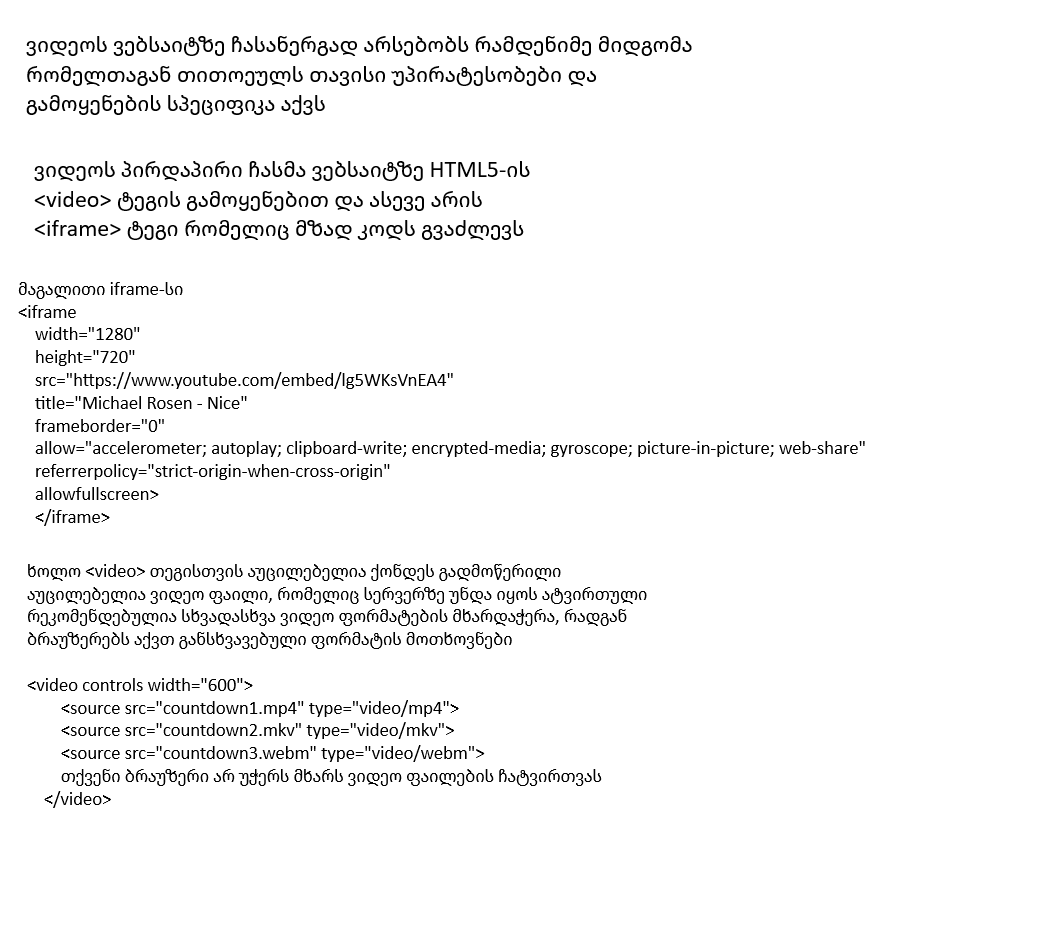 ვიდეოს ვებსაიტზე ჩასანერგად არსებობს რამდენიმე მიდგომა
რომელთაგან თითოეულს თავისი უპირატესობები და
გამოყენების სპეციფიკა აქვს
ვიდეოს პირდაპირი ჩასმა ვებსაიტზე HTML5-ის
<video> ტეგის გამოყენებით და ასევე არის
<iframe> ტეგი რომელიც მზად კოდს გვაძლევს
მაგალითი iframe-სი
<iframe
width="1280"
height="720"
src="https://www.youtube.com/embed/lg5WKsVnEA4"
title="Michael Rosen - Nice"
frameborder="0"
allow="accelerometer; autoplay; clipboard-write; encrypted-media; gyroscope; picture-in-picture; web-share"
referrerpolicy="strict-origin-when-cross-origin"
allowfullscreen>
</iframe>
ხოლო <video> თეგისთვის აუცილებელია ქონდეს გადმოწერილი
აუცილებელია ვიდეო ფაილი, რომელიც სერვერზე უნდა იყოს ატვირთული
რეკომენდებულია სხვადასხვა ვიდეო ფორმატების მხარდაჭერა, რადგან
ბრაუზერებს აქვთ განსხვავებული ფორმატის მოთხოვნები
<video controls width="600">
<source src="countdown1.mp4" type="video/mp4">
<source src="countdown2.mkv" type="video/mkv">
<source src="countdown3.webm" type="video/webm">
თქვენი ბრაუზერი არ უჭერს მხარს ვიდეო ფაილების ჩატვირთვას
</video>